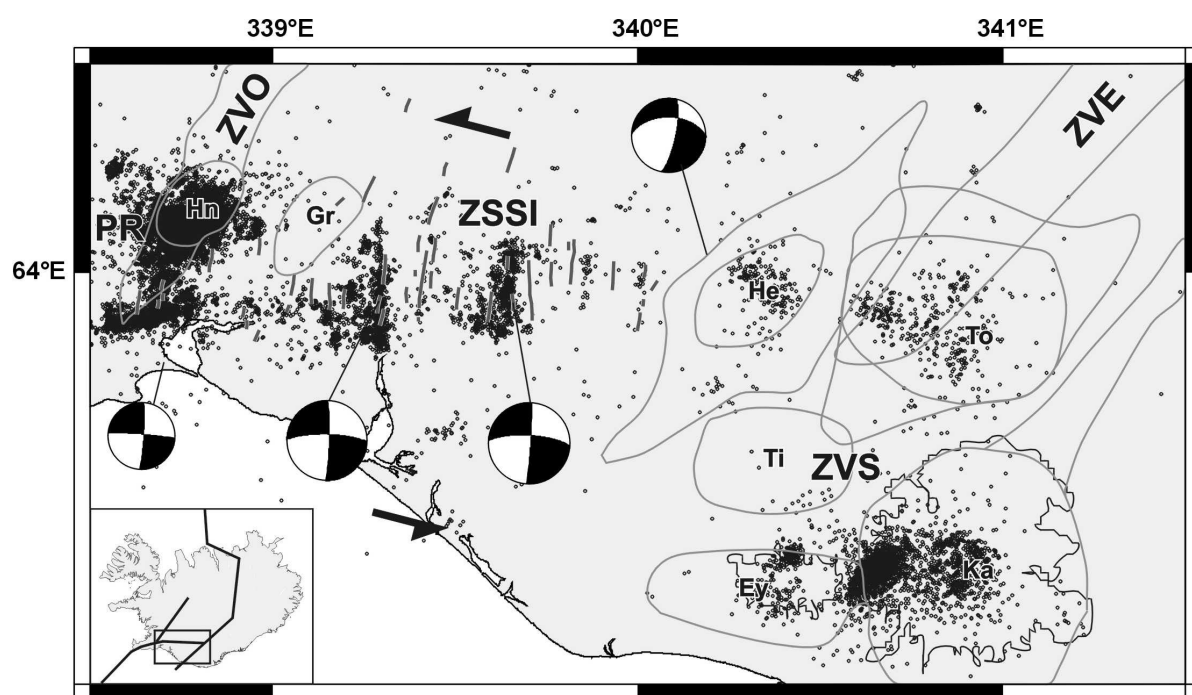 339°E 340°E 341°E
ZVO
ZVE
Hn
PR
Gr
ZSSI
64°E
He
To
Ti
ZVS
Ey
Ka